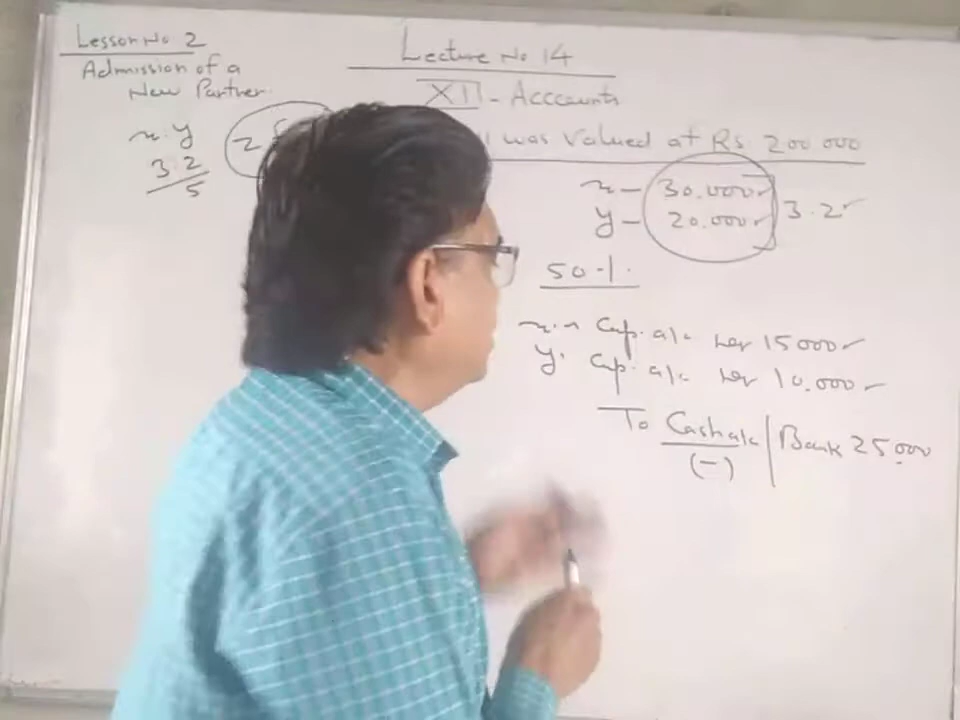 Lesson No 2
Admission of a
New Partner
x. y
3.2
5
z
Lecture No 14
XII - Acccounts
was valued at Rs. 200 000
x - 30.000
y - 20.000
3.2
50 %.
Cap. a/c Dr 15000
y. Cap. a/c Dr 10,000
To Cash a/c | Bank 25,000
(-)